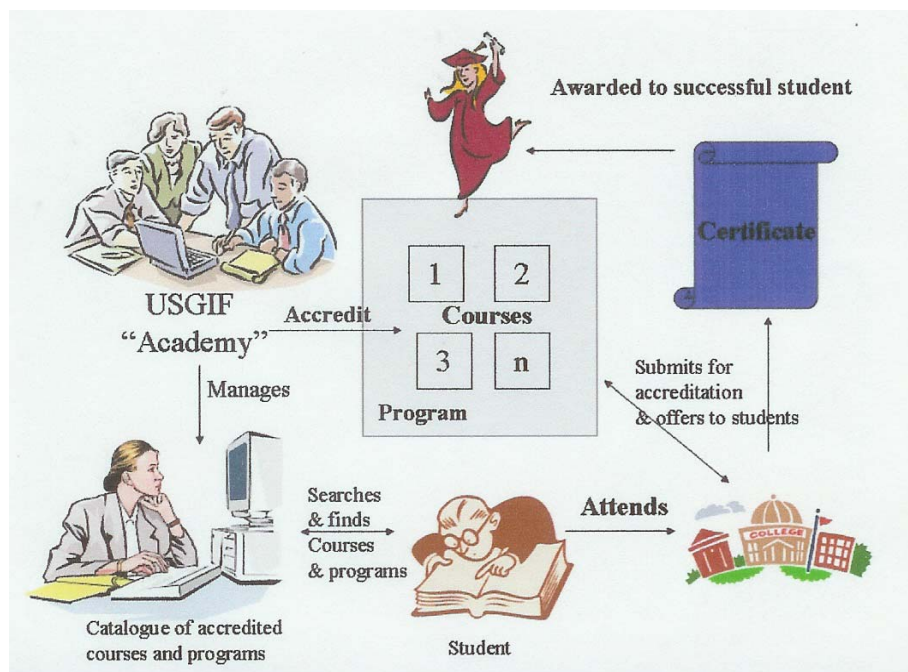 Awarded to successful student
Certificate
USGIF
“Academy”
Accredit
1
2
Courses
3
n
Program
Manages
Submits for
accreditation
& offers to students
Searches
& finds
Courses
& programs
Attends
COLLEGE
Catalogue of accredited
courses and programs
Student